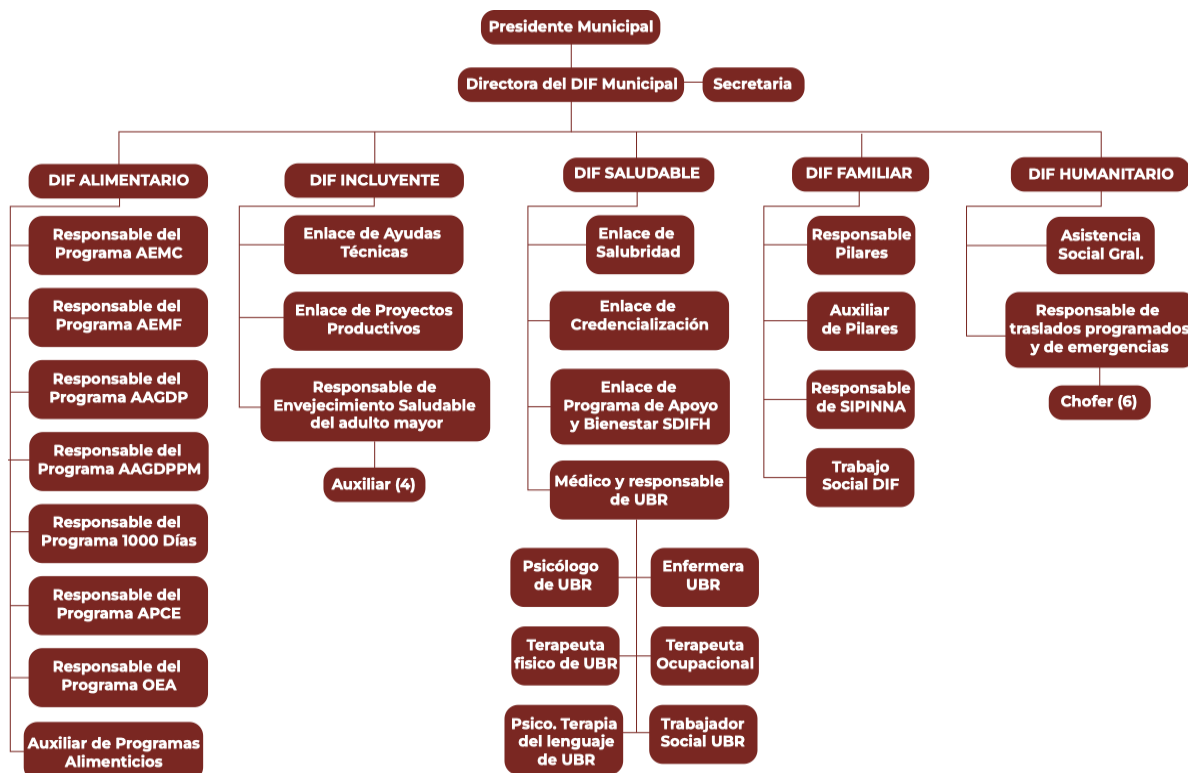 Presidente Municipal
Directora del DIF Municipal
Secretaria
DIF ALIMENTARIO
Responsable del
Programa AEMC
Responsable del
Programa AEMF
Responsable del
Programa AAGDP
Responsable del
Programa AAGDPPM
Responsable del
Programa 1000 Días
Responsable del
Programa APCE
Responsable del
Programa OEA
Auxiliar de Programas
Alimenticios
DIF INCLUYENTE
Enlace de Ayudas
Técnicas
Enlace de Proyectos
Productivos
Responsable de
Envejecimiento Saludable
del adulto mayor
Auxiliar (4)
DIF SALUDABLE
Enlace de
Salubridad
Enlace de
Credencialización
Enlace de
Programa de Apoyo
y Bienestar SDIFH
Médico y responsable
de UBR
Psicólogo
de UBR
Enfermera
UBR
Terapeuta
fisico de UBR
Terapeuta
Ocupacional
Psico. Terapia
del lenguaje
de UBR
Trabajador
Social UBR
DIF FAMILIAR
Responsable
Pilares
Auxiliar
de Pilares
Responsable
de SIPINNA
Trabajo
Social DIF
DIF HUMANITARIO
Asistencia
Social Gral.
Responsable de
traslados programados
y de emergencias
Chofer (6)